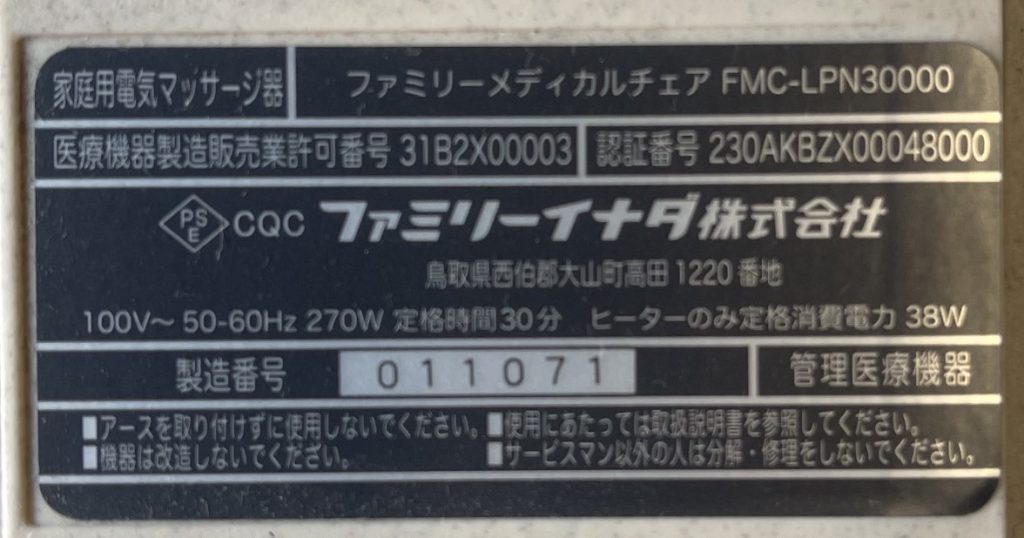 家庭用電気マッサージ器 ファミリーメディカルチェア FMC-LPN30000
医療機器製造販売業許可番号 31B2X00003 認証番号 230AKBZX00048000
PSE CQC ファミリーイナダ株式会社
鳥取県西伯郡大山町高田1220番地
100V～ 50-60Hz 270W 定格時間30分 ヒーターのみ定格消費電力 38W
製造番号 011071 管理医療機器
■アースを取り付けずに使用しないでください。 ■使用にあたっては取扱説明書を参照してください。
■機器は改造しないでください。 ■サービスマン以外の人は分解・修理をしないでください。